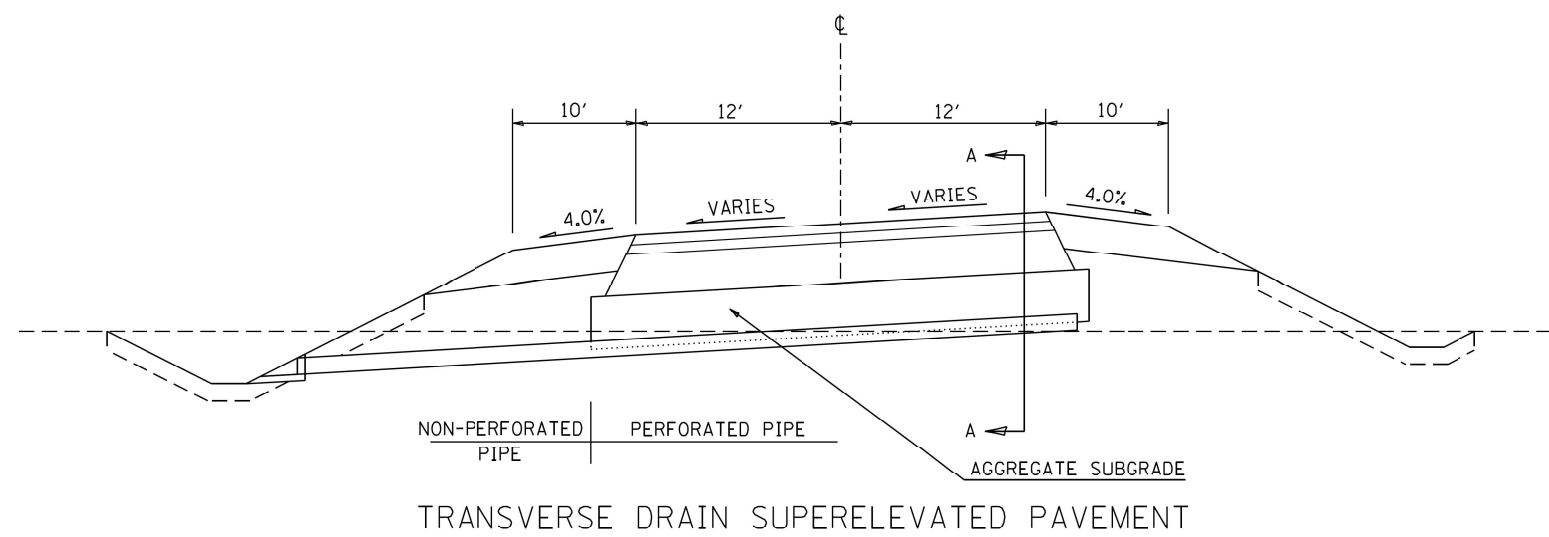 ℄
10'
12'
12'
10'
A
4.0%
VARIES
VARIES
4.0%
NON-PERFORATED
PIPE
PERFORATED PIPE
A
AGGREGATE SUBGRADE
TRANSVERSE DRAIN SUPERELEVATED PAVEMENT